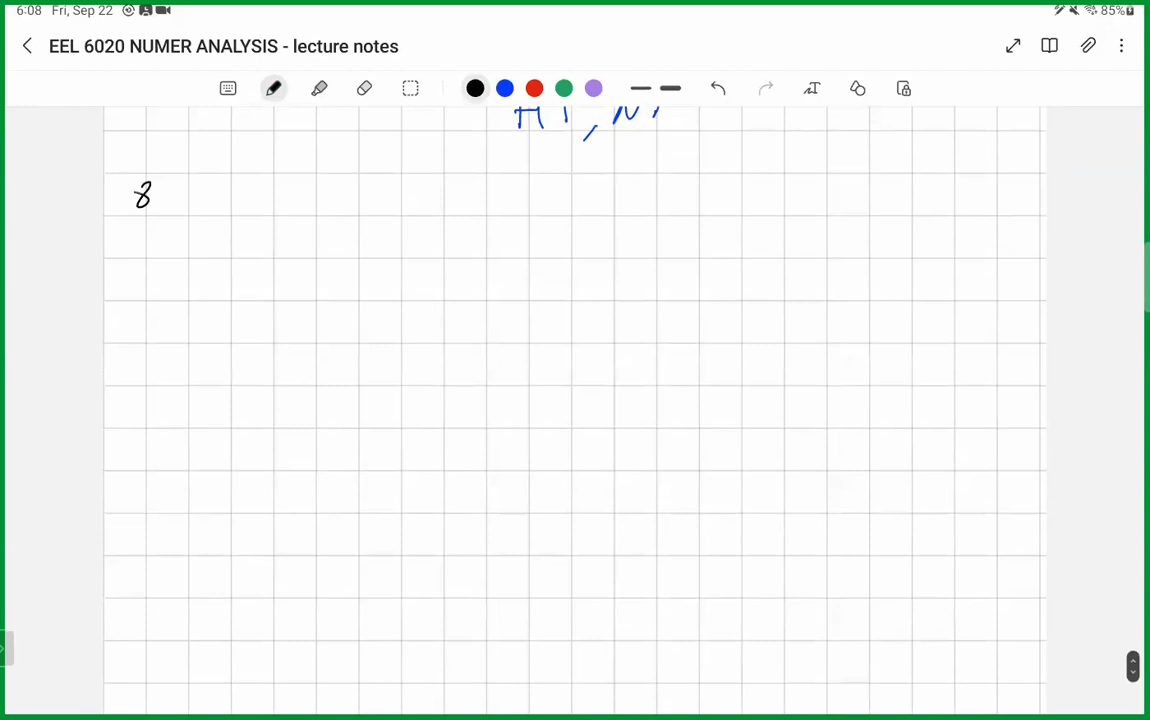 6:08 Fri, Sep 22
85%
EEL 6020 NUMER ANALYSIS - lecture notes
8